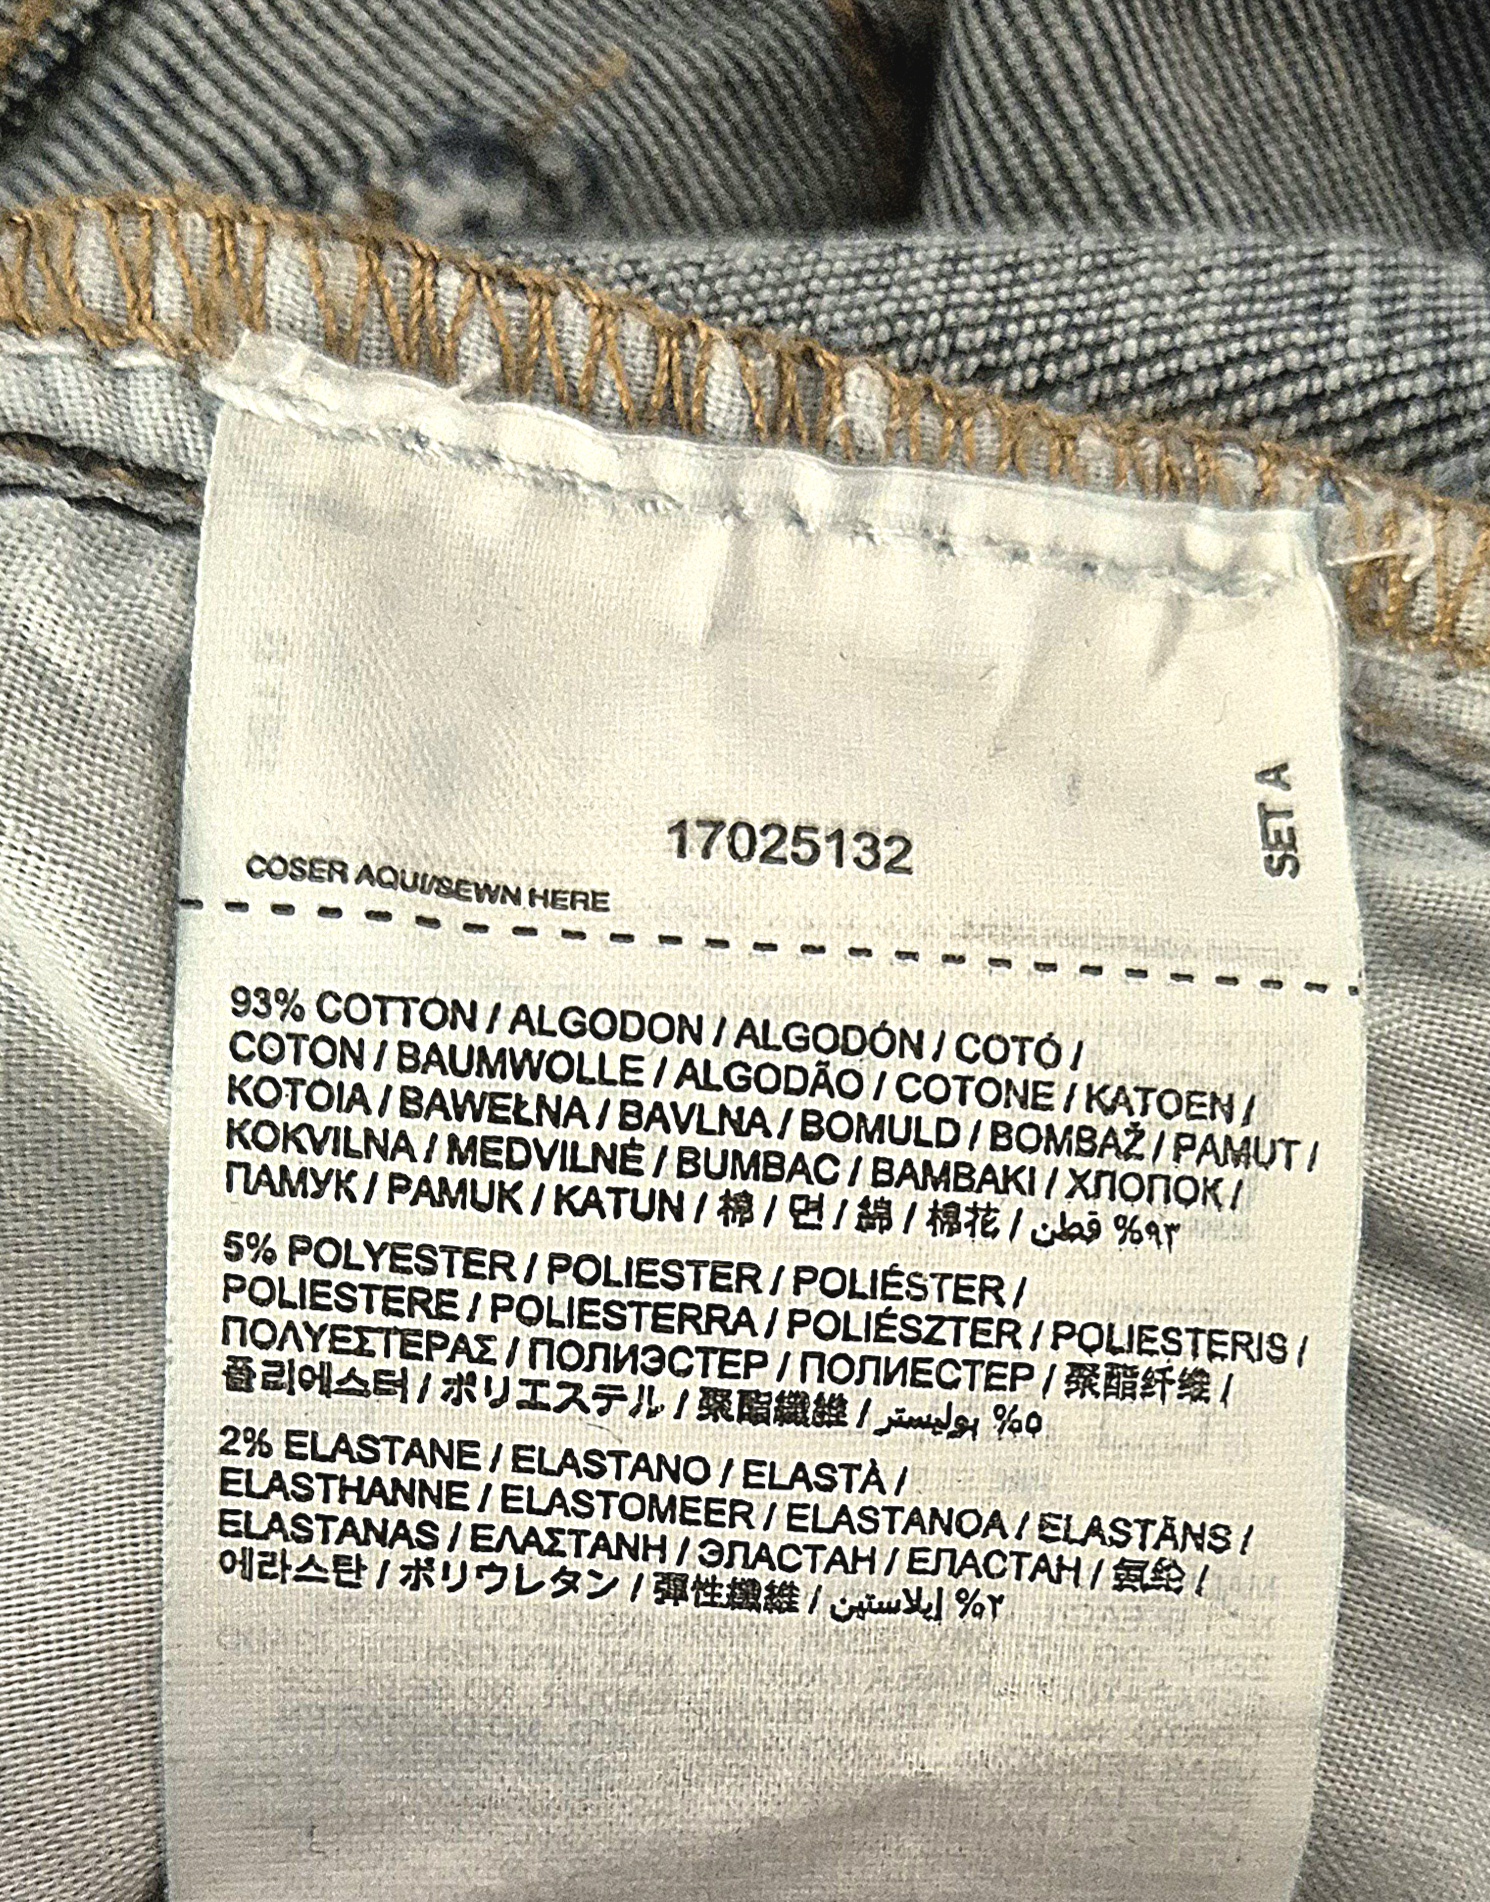 17025132
SET A
COSER AQUI/SEWN HERE
93% COTTON / ALGODON / ALGODÓN / COTÓ /
COTON / BAUMWOLLE / ALGODÃO / COTONE / KATOEN /
KOTOIA / BAWEŁNA / BAVLNA / BOMULD / BOMBAŽ / PAMUT /
KOKVILNA / MEDVILNĖ / BUMBAC / BAMBAKI / ХЛОПОК /
ПАМУК / PAMUK / KATUN / 棉 / 면 / 綿 / 棉花 / ٩٣% قطن
5% POLYESTER / POLIESTER / POLIÉSTER /
POLIESTERE / POLIESTERRA / POLIÉSZTER / POLIESTERIS /
ΠΟΛΥΕΣΤΕΡΑΣ / ПОЛИЭСТЕР / ПОЛИЕСТЕР / 聚酯纤维 /
폴리에스터 / ポリエステル / 聚酯纖維 / ٥% بوليستر
2% ELASTANE / ELASTANO / ELASTÀ /
ELASTHANNE / ELASTOMEER / ELASTANOA / ELASTĀNS /
ELASTANAS / ΕΛΑΣΤΑΝΗ / ЭЛАСТАН / ЕЛАСТАН / 氨纶 /
에라스탄 / ポリウレタン / 彈性纖維 / ٢% إيلاستين